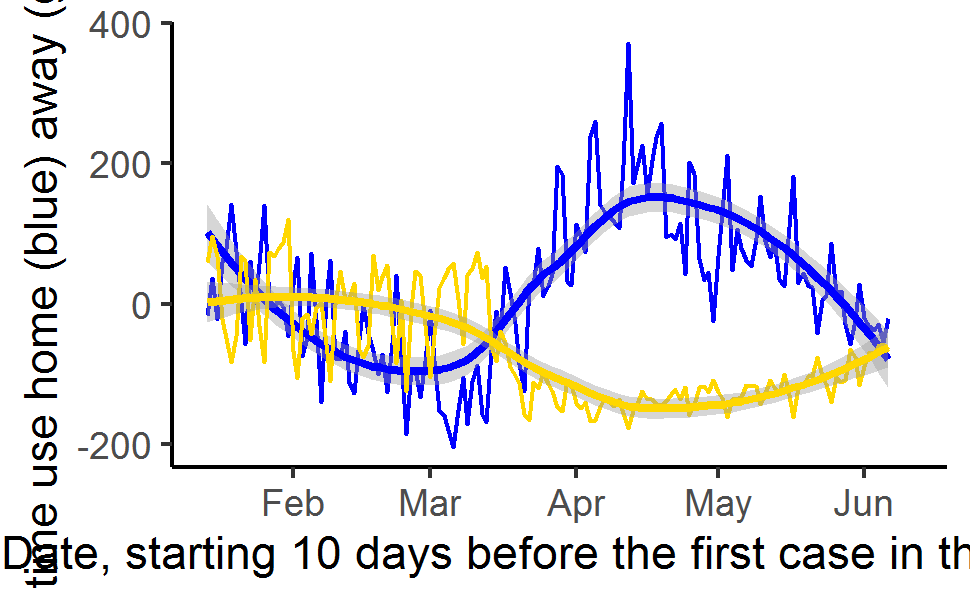 400
200
0
-200
time use home (blue) away (
Feb Mar Apr May Jun
Date, starting 10 days before the first case in th